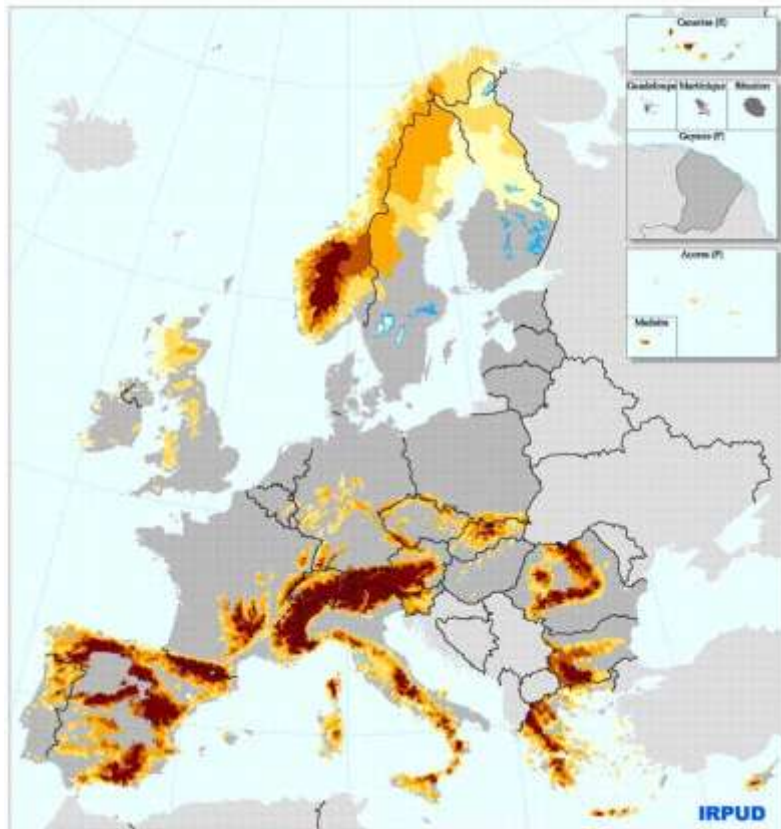 Canarias (E)
Guadeloupe Martinique Réunion
Guyane (F)
Açores (P)
Madeira
IRPUD